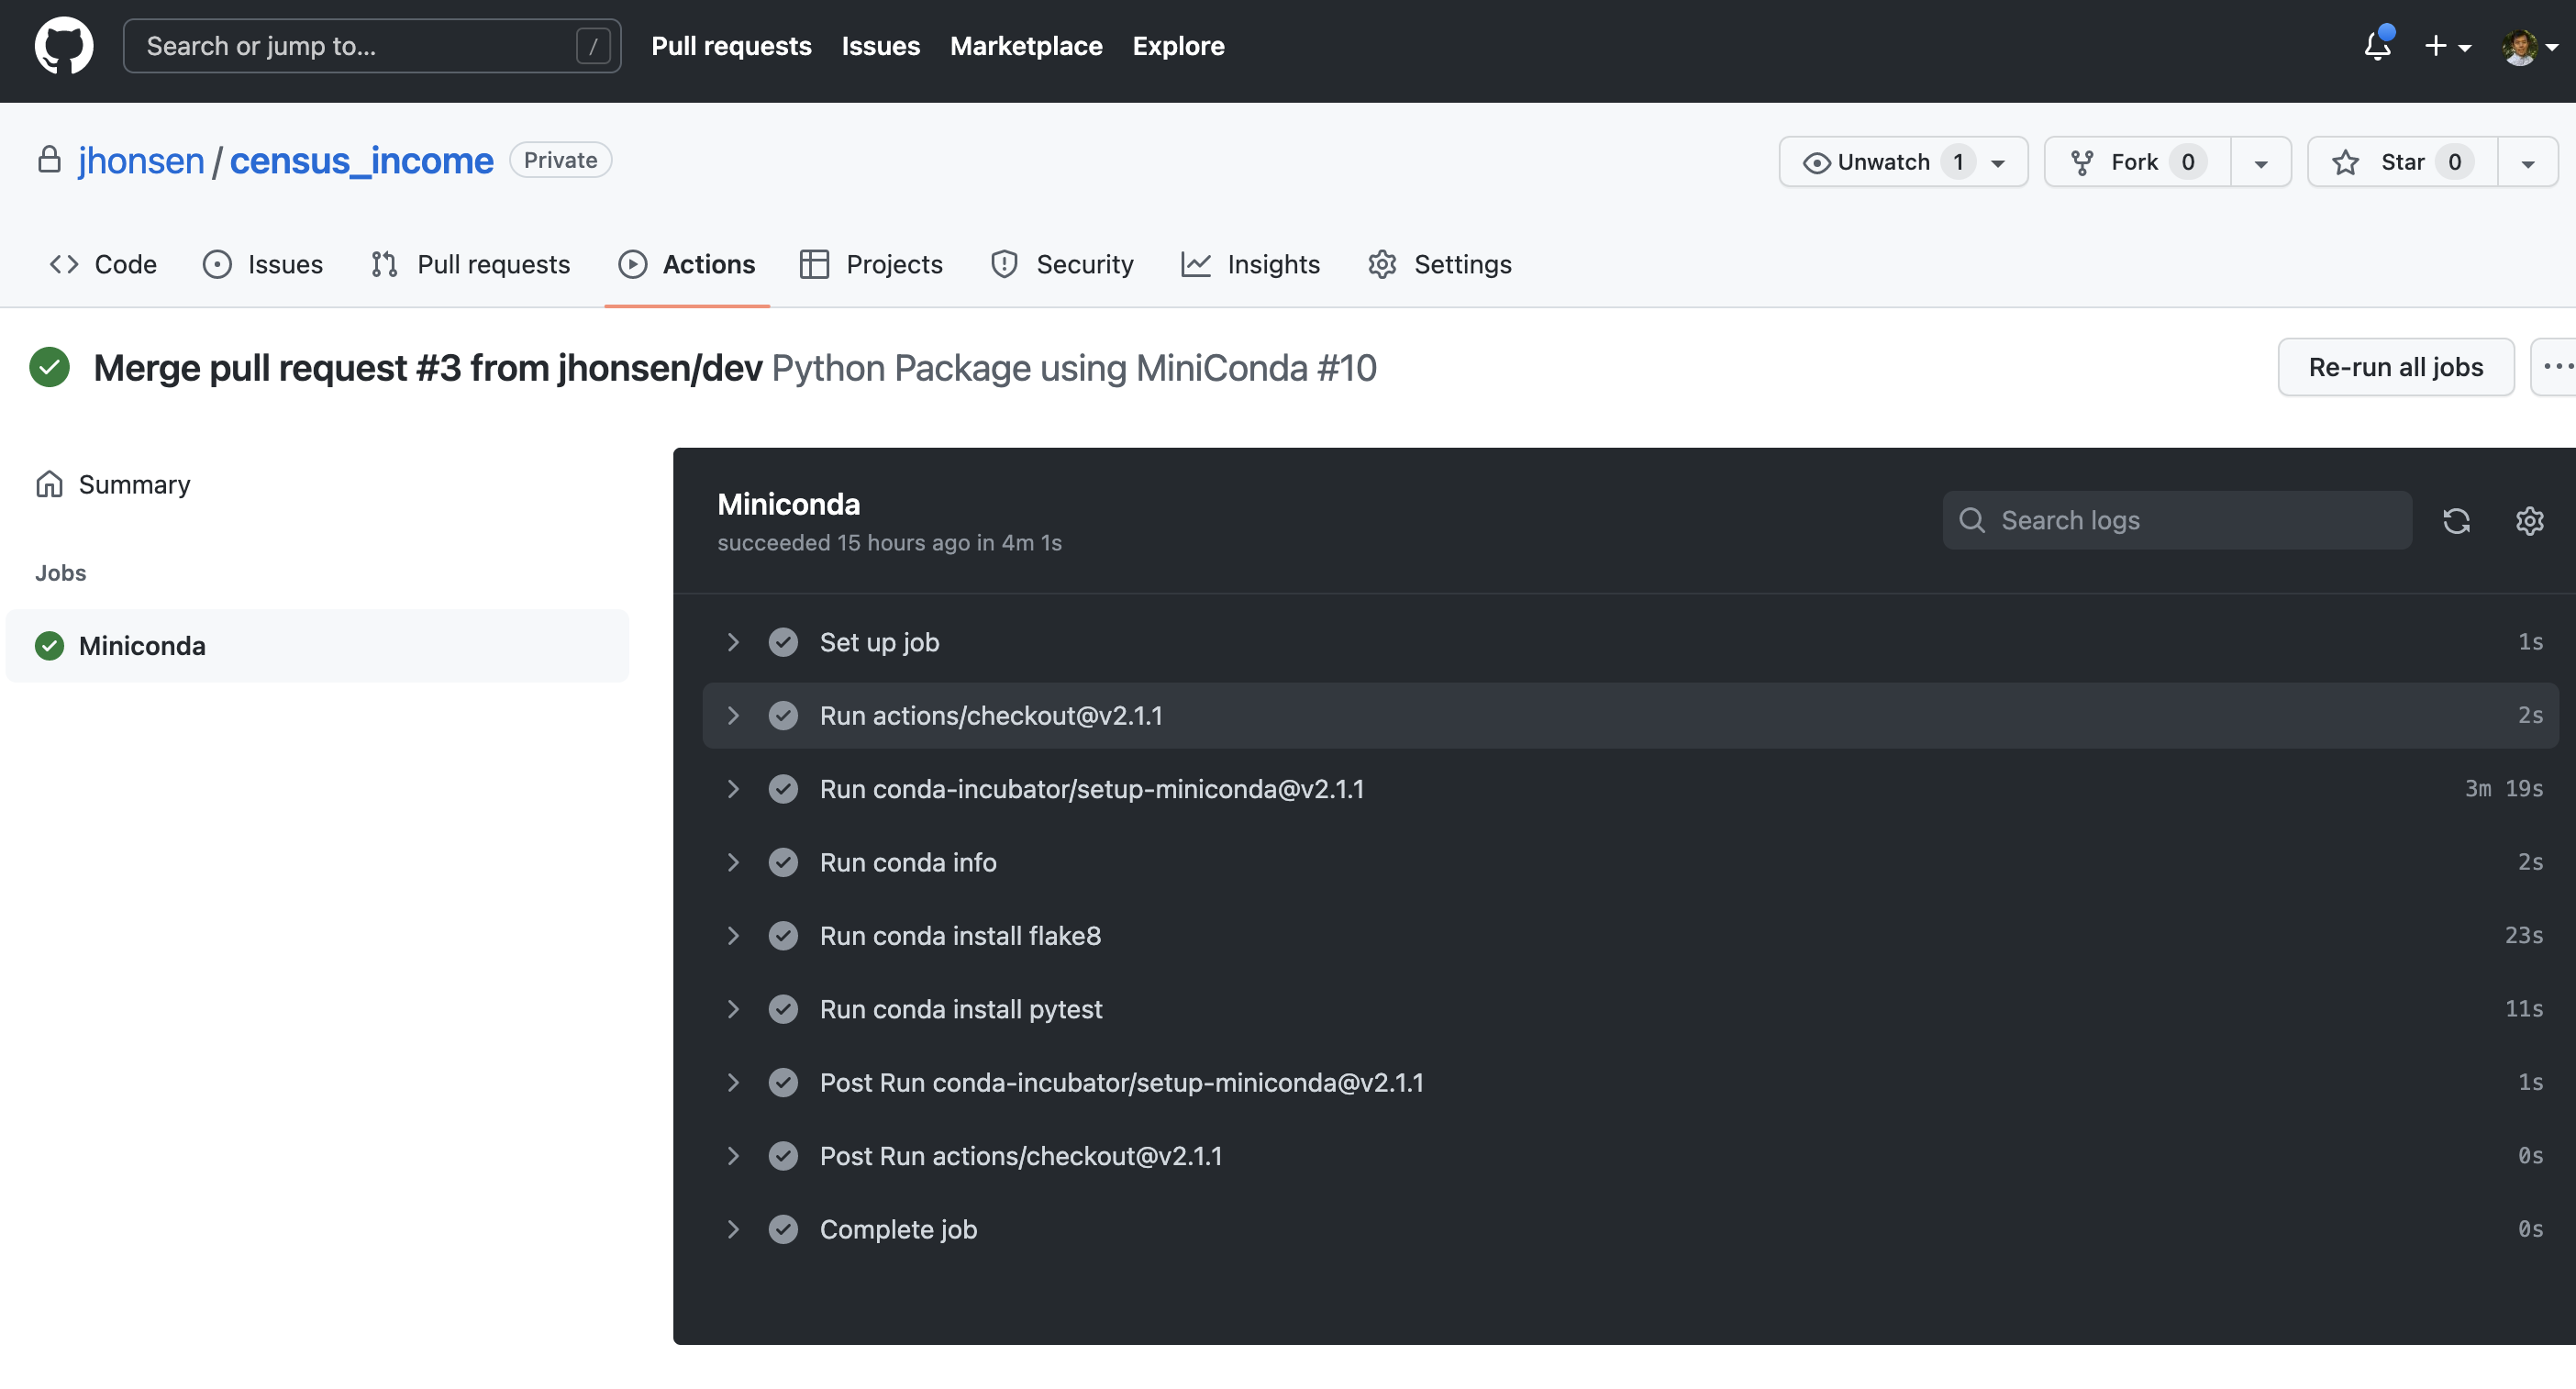 Search or jump to... / Pull requests Issues Marketplace Explore
jhonsen / census_income Private Unwatch 1 Fork 0 Star 0
Code Issues Pull requests Actions Projects Security Insights Settings
Merge pull request #3 from jhonsen/dev Python Package using MiniConda #10 Re-run all jobs ...
Summary
Jobs
Miniconda
Miniconda
succeeded 15 hours ago in 4m 1s
Search logs
Set up job 1s
Run actions/checkout@v2.1.1 2s
Run conda-incubator/setup-miniconda@v2.1.1 3m 19s
Run conda info 2s
Run conda install flake8 23s
Run conda install pytest 11s
Post Run conda-incubator/setup-miniconda@v2.1.1 1s
Post Run actions/checkout@v2.1.1 0s
Complete job 0s